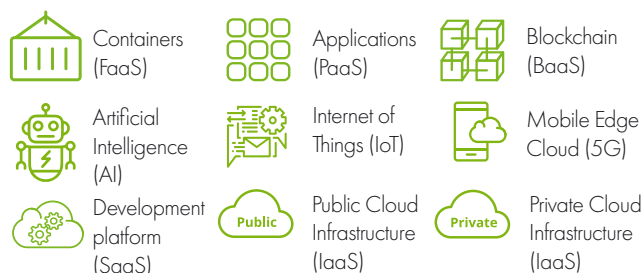 Containers
(FaaS)
Applications
(PaaS)
Blockchain
(BaaS)
Artificial
Intelligence
(AI)
Internet of
Things (IoT)
Mobile Edge
Cloud (5G)
Development
platform
(SaaS)
Public
Public Cloud
Infrastructure
(IaaS)
Private
Private Cloud
Infrastructure
(IaaS)